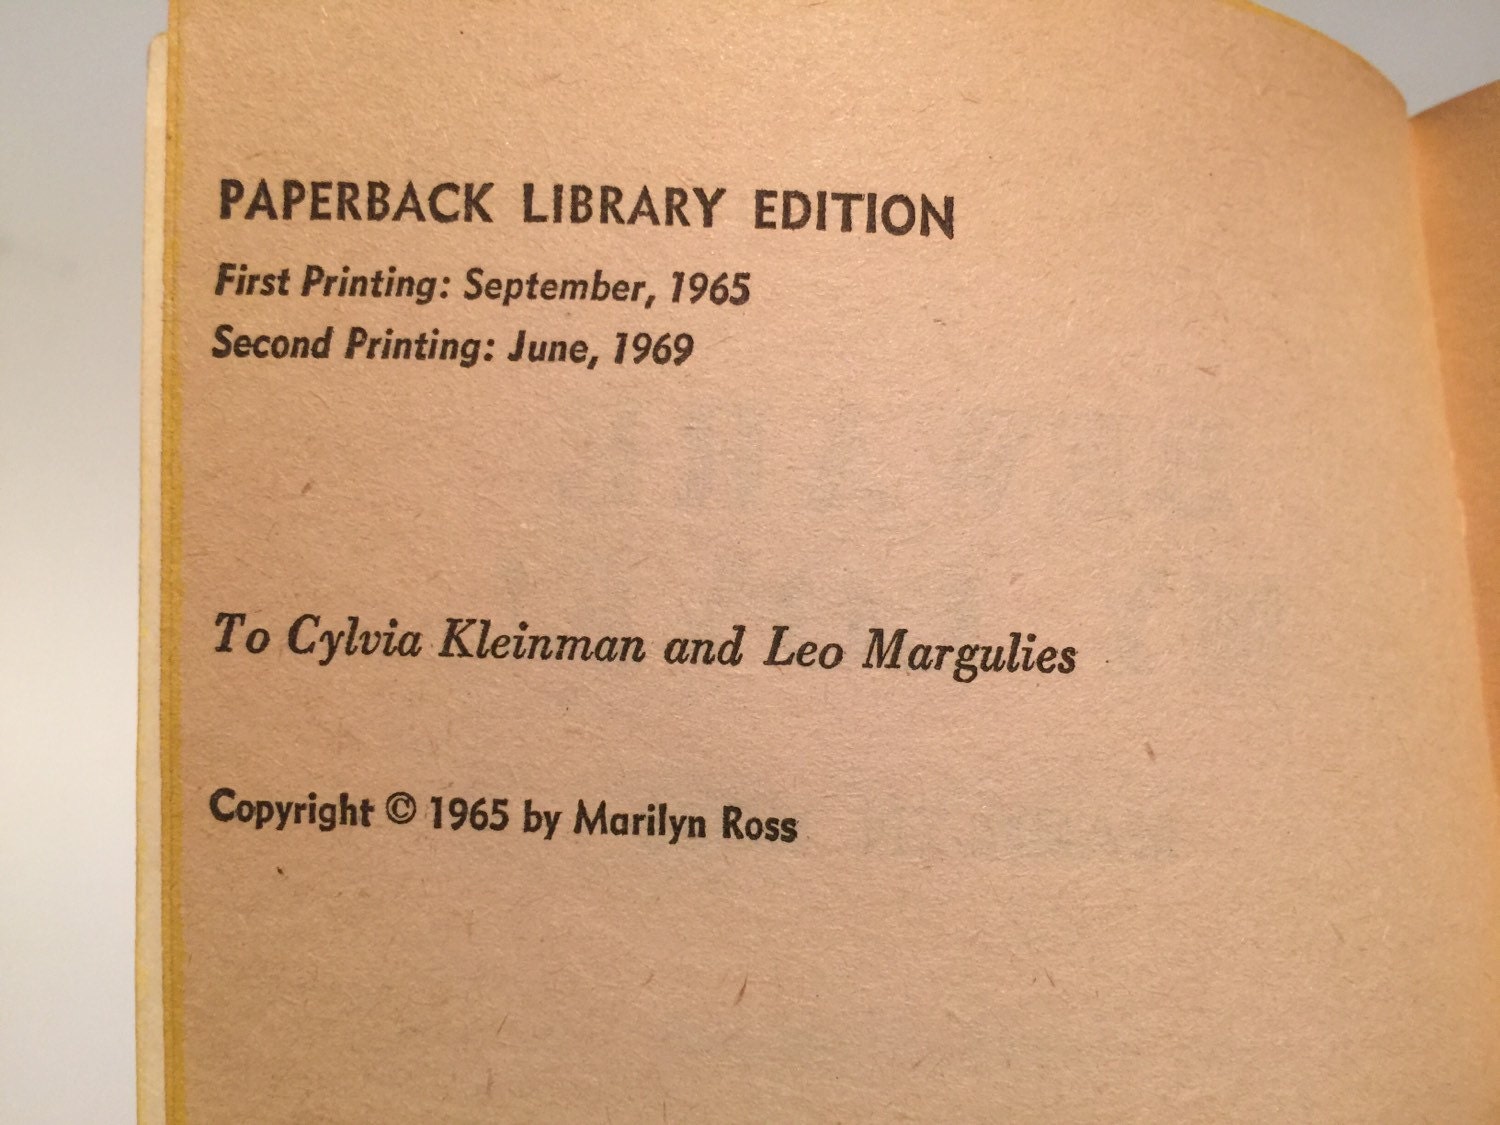 PAPERBACK LIBRARY EDITION
First Printing: September, 1965
Second Printing: June, 1969
To Cylvia Kleinman and Leo Margulies
Copyright © 1965 by Marilyn Ross